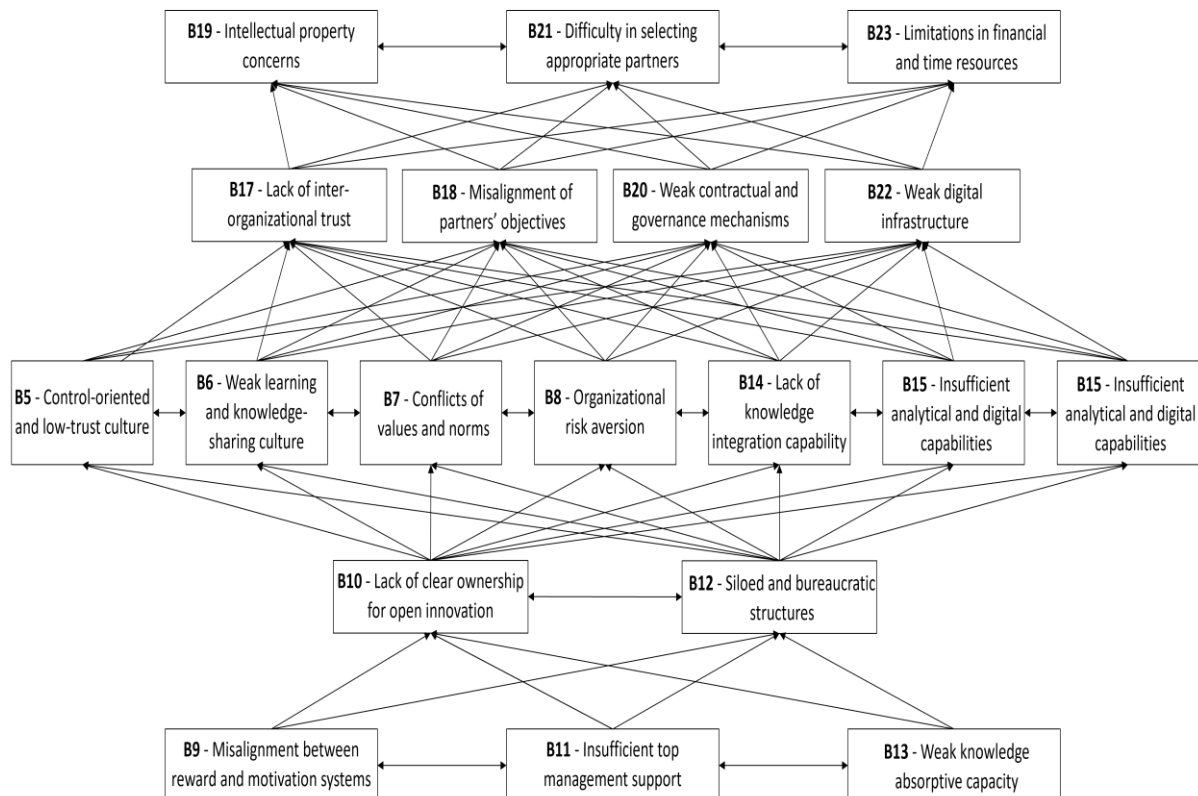 B19 - Intellectual property
concerns
B21 - Difficulty in selecting
appropriate partners
B23 - Limitations in financial
and time resources
B17 - Lack of inter-
organizational trust
B18 - Misalignment of
partners’ objectives
B20 - Weak contractual and
governance mechanisms
B22 - Weak digital
infrastructure
B5 - Control-oriented
and low-trust culture
B6 - Weak learning
and knowledge-
sharing culture
B7 - Conflicts of
values and norms
B8 - Organizational
risk aversion
B14 - Lack of
knowledge
integration capability
B15 - Insufficient
analytical and digital
capabilities
B15 - Insufficient
analytical and digital
capabilities
B10 - Lack of clear ownership
for open innovation
B12 - Siloed and bureaucratic
structures
B9 - Misalignment between
reward and motivation systems
B11 - Insufficient top
management support
B13 - Weak knowledge
absorptive capacity